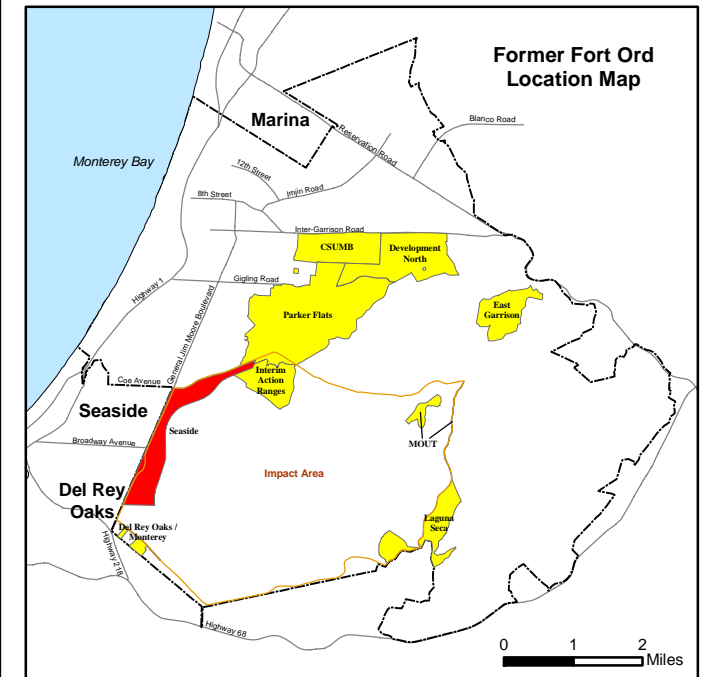 Former Fort Ord
Location Map
Marina
Blanco Road
Reservation Road
Monterey Bay
12th Street
Imjin Road
8th Street
Inter-Garrison Road
CSUMB
Development
North
Gigling Road
Highway 1
East
Garrison
Parker Flats
General Jim Moore Boulevard
Interim
Action
Ranges
Coe Avenue
Seaside
Seaside
MOUT
Broadway Avenue
Impact Area
Del Rey
Oaks
Laguna
Seca
Del Rey Oaks /
Monterey
Highway 218
Highway 68
0 1 2
Miles